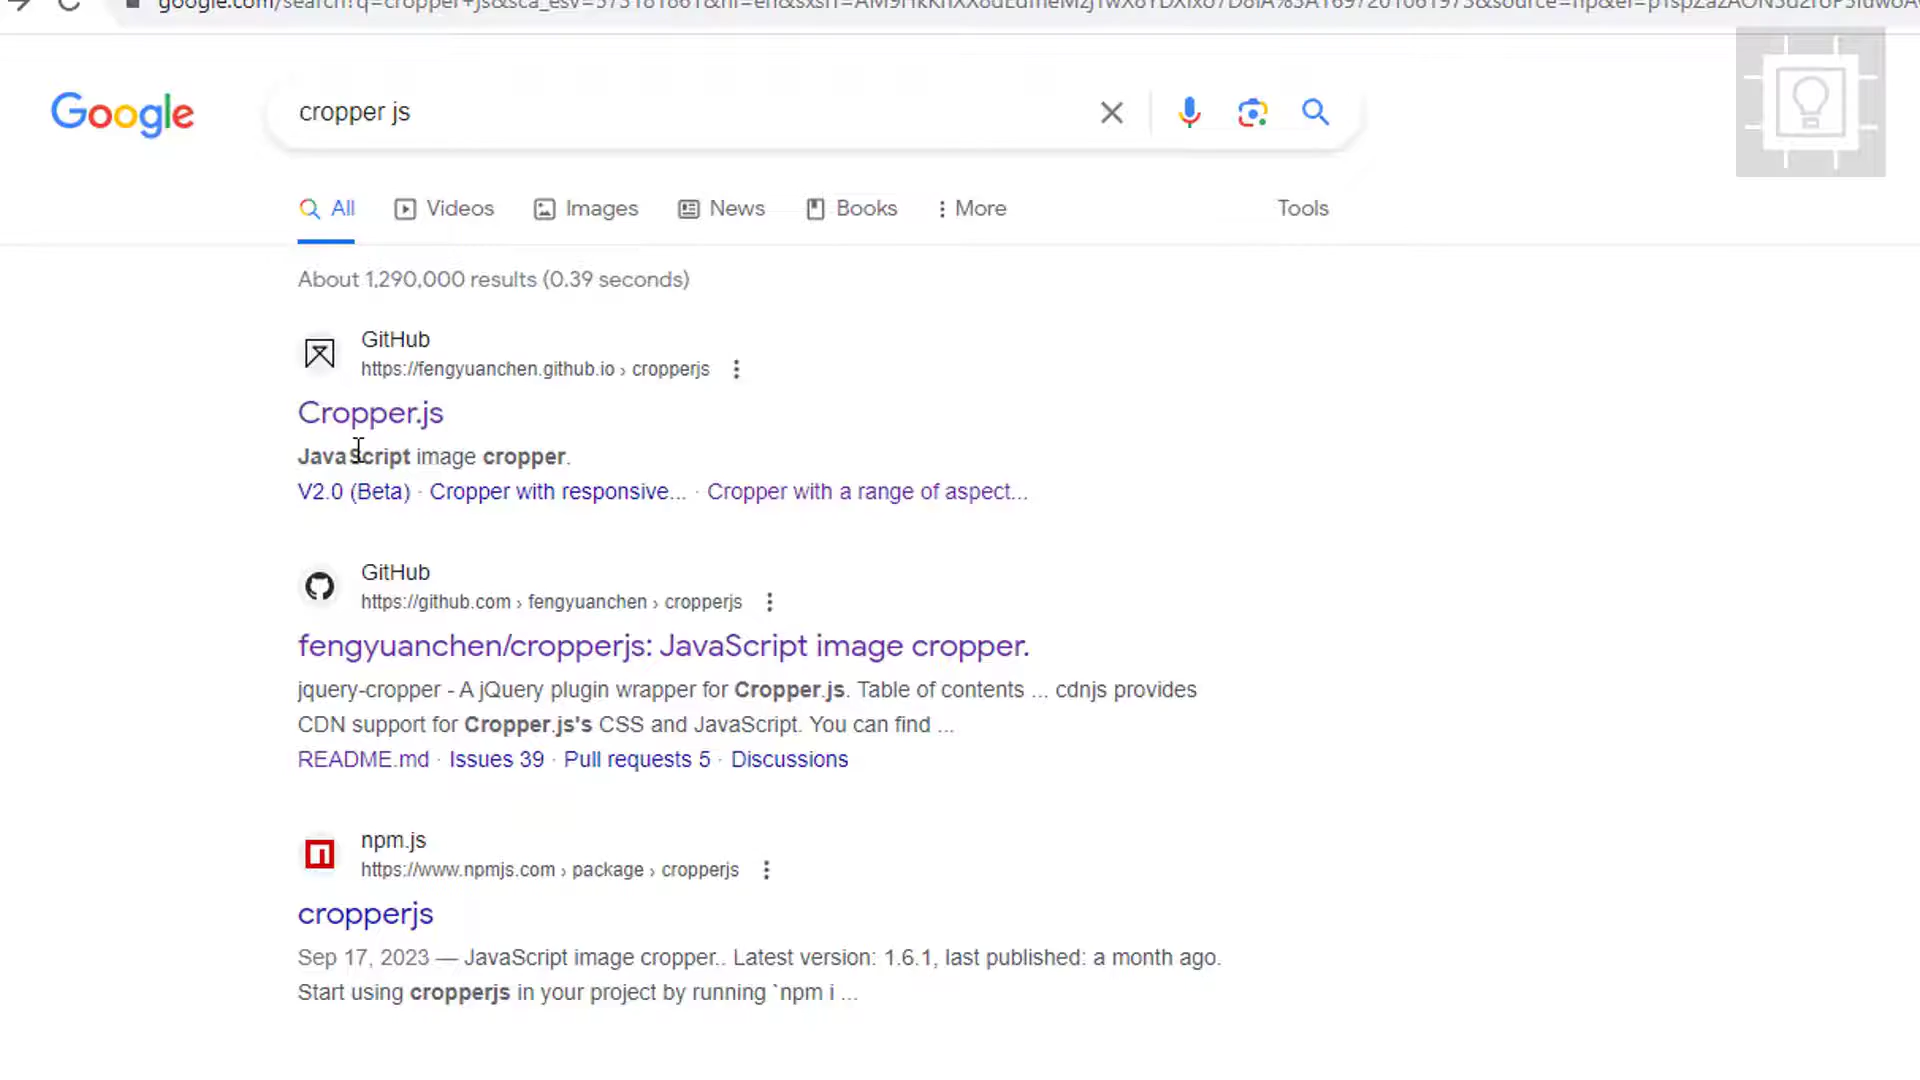 Google
cropper js
All
Videos
Images
News
Books
More
Tools
About 1,290,000 results (0.39 seconds)
GitHub
https://fengyuanchen.github.io › cropperjs
Cropper.js
JavaScript image cropper.
V2.0 (Beta) · Cropper with responsive... · Cropper with a range of aspect...
GitHub
https://github.com › fengyuanchen › cropperjs
fengyuanchen/cropperjs: JavaScript image cropper.
jquery-cropper - A jQuery plugin wrapper for Cropper.js. Table of contents ... cdnjs provides
CDN support for Cropper.js's CSS and JavaScript. You can find ...
README.md · Issues 39 · Pull requests 5 · Discussions
npm.js
https://www.npmjs.com › package › cropperjs
cropperjs
Sep 17, 2023 — JavaScript image cropper.. Latest version: 1.6.1, last published: a month ago.
Start using cropperjs in your project by running `npm i ...